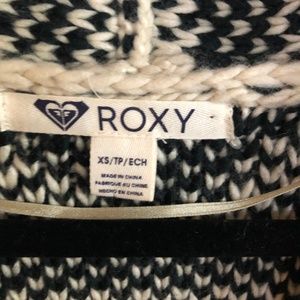 ROXY
XS/TP/ECH
MADE IN CHINA
FABRIQUÉ EN CHINE
HECHO EN CHINA